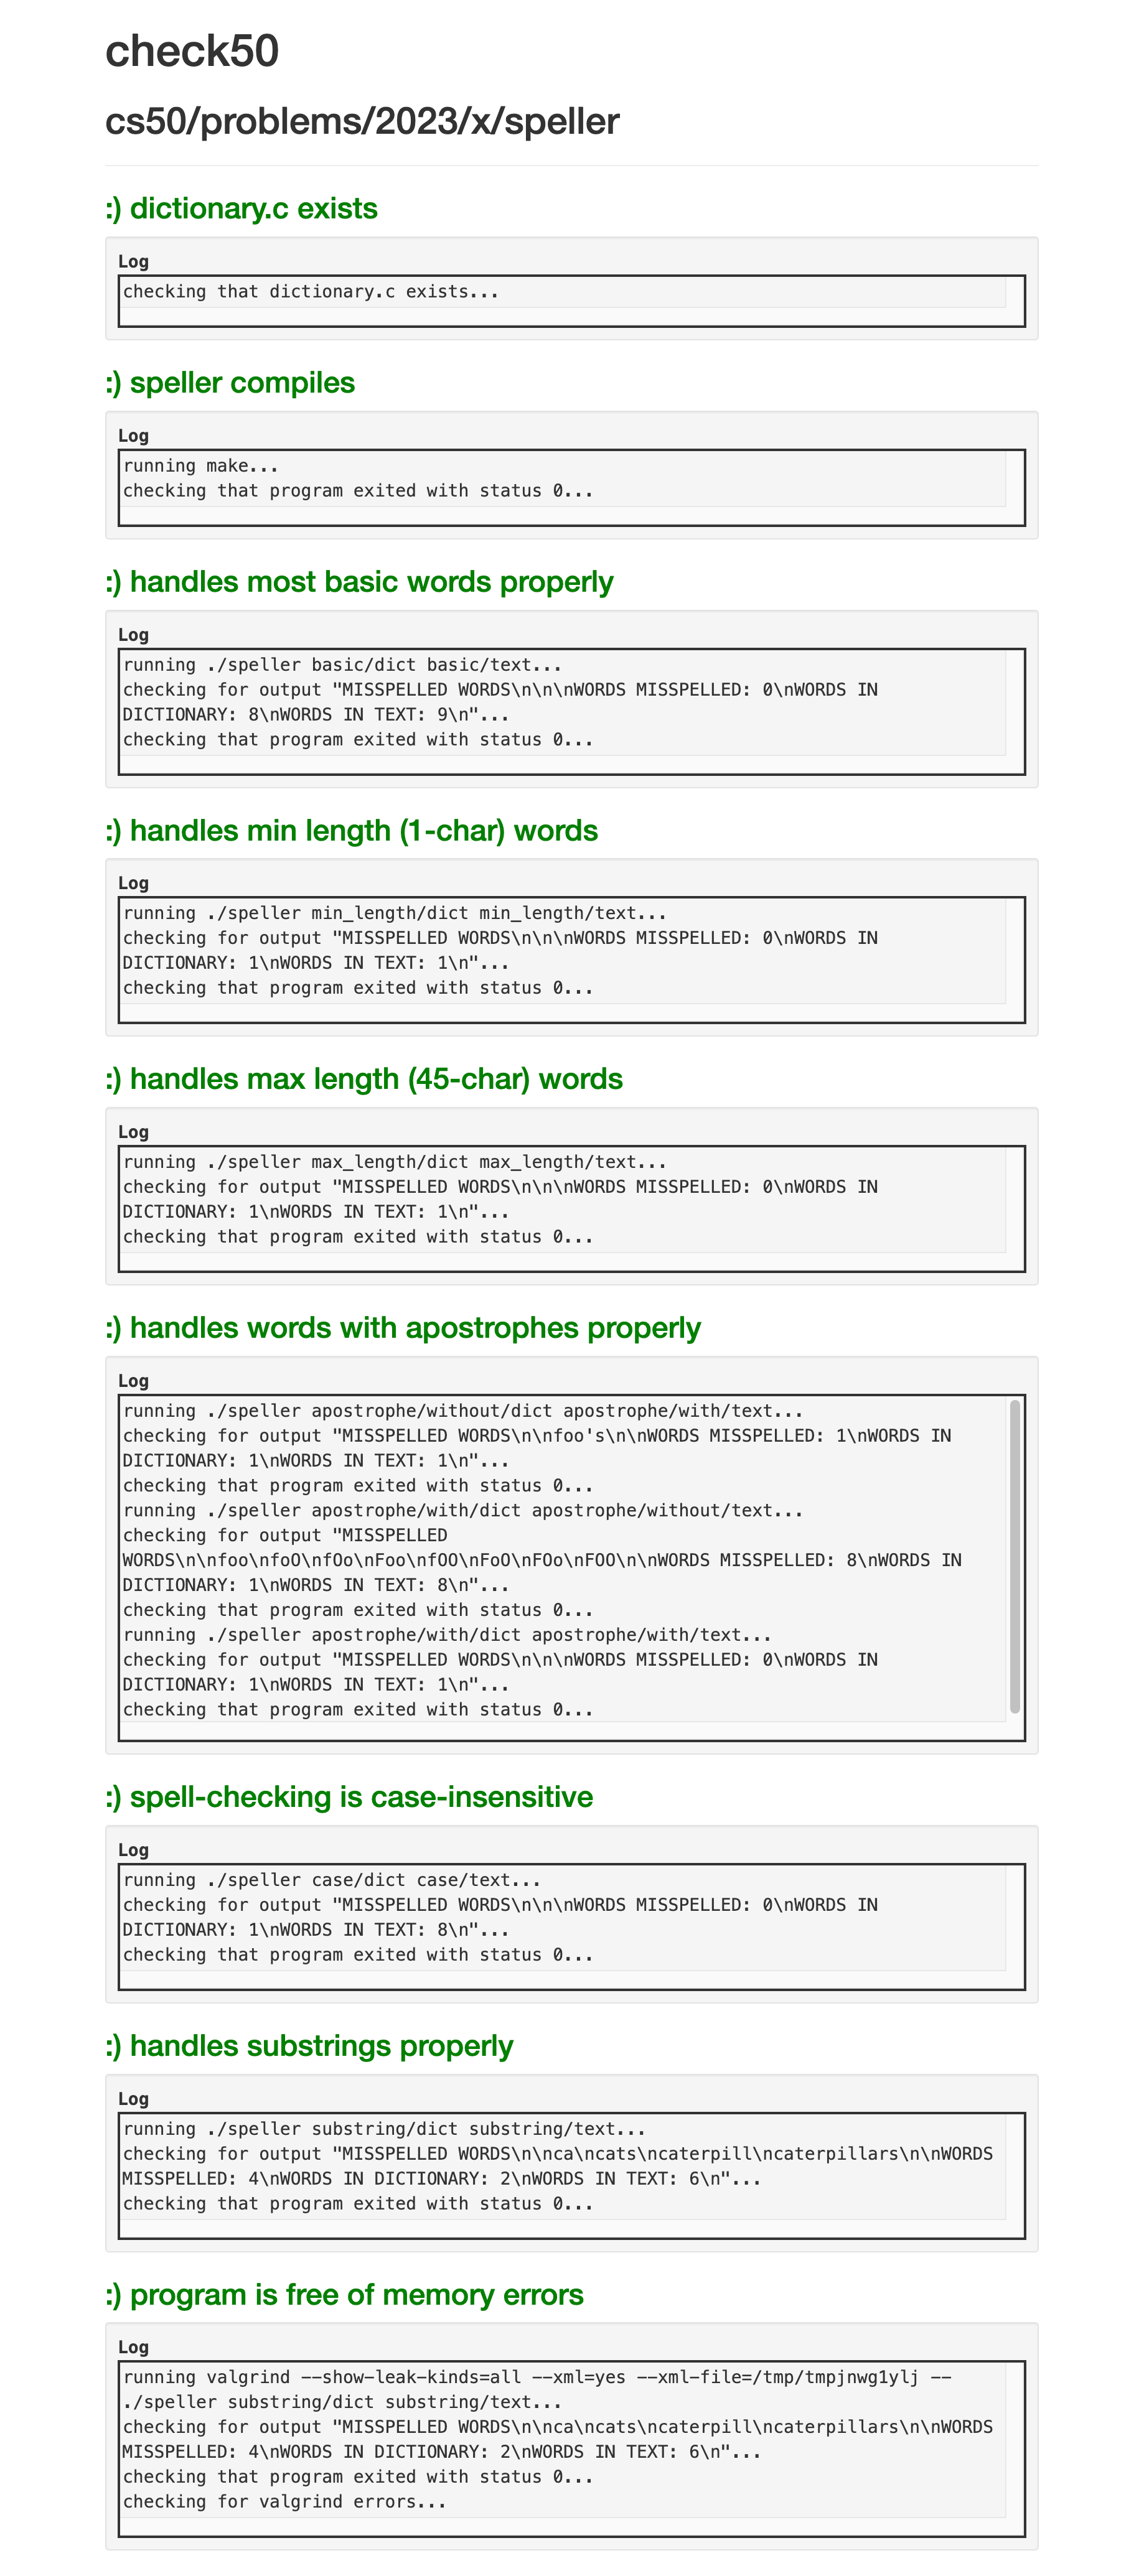 check50
cs50/problems/2023/x/speller
:) dictionary.c exists
Log
checking that dictionary.c exists...
:) speller compiles
Log
running make...
checking that program exited with status 0...
:) handles most basic words properly
Log
running ./speller basic/dict basic/text...
checking for output "MISSPELLED WORDS\n\n\nWORDS MISSPELLED: 0\nWORDS IN
DICTIONARY: 8\nWORDS IN TEXT: 9\n"...
checking that program exited with status 0...
:) handles min length (1-char) words
Log
running ./speller min_length/dict min_length/text...
checking for output "MISSPELLED WORDS\n\n\nWORDS MISSPELLED: 0\nWORDS IN
DICTIONARY: 1\nWORDS IN TEXT: 1\n"...
checking that program exited with status 0...
:) handles max length (45-char) words
Log
running ./speller max_length/dict max_length/text...
checking for output "MISSPELLED WORDS\n\n\nWORDS MISSPELLED: 0\nWORDS IN
DICTIONARY: 1\nWORDS IN TEXT: 1\n"...
checking that program exited with status 0...
:) handles words with apostrophes properly
Log
running ./speller apostrophe/without/dict apostrophe/with/text...
checking for output "MISSPELLED WORDS\n\nfoo's\n\nWORDS MISSPELLED: 1\nWORDS IN
DICTIONARY: 1\nWORDS IN TEXT: 1\n"...
checking that program exited with status 0...
running ./speller apostrophe/with/dict apostrophe/without/text...
checking for output "MISSPELLED
WORDS\n\nfoo\nfoO\nfOo\nFoo\nfOO\nFoO\nFOo\nFOO\n\nWORDS MISSPELLED: 8\nWORDS IN
DICTIONARY: 1\nWORDS IN TEXT: 8\n"...
checking that program exited with status 0...
running ./speller apostrophe/with/dict apostrophe/with/text...
checking for output "MISSPELLED WORDS\n\n\nWORDS MISSPELLED: 0\nWORDS IN
DICTIONARY: 1\nWORDS IN TEXT: 1\n"...
checking that program exited with status 0...
:) spell-checking is case-insensitive
Log
running ./speller case/dict case/text...
checking for output "MISSPELLED WORDS\n\n\nWORDS MISSPELLED: 0\nWORDS IN
DICTIONARY: 1\nWORDS IN TEXT: 8\n"...
checking that program exited with status 0...
:) handles substrings properly
Log
running ./speller substring/dict substring/text...
checking for output "MISSPELLED WORDS\n\nca\ncats\ncaterpill\ncaterpillars\n\nWORDS
MISSPELLED: 4\nWORDS IN DICTIONARY: 2\nWORDS IN TEXT: 6\n"...
checking that program exited with status 0...
:) program is free of memory errors
Log
running valgrind --show-leak-kinds=all --xml=yes --xml-file=/tmp/tmpjnwg1ylj --
./speller substring/dict substring/text...
checking for output "MISSPELLED WORDS\n\nca\ncats\ncaterpill\ncaterpillars\n\nWORDS
MISSPELLED: 4\nWORDS IN DICTIONARY: 2\nWORDS IN TEXT: 6\n"...
checking that program exited with status 0...
checking for valgrind errors...